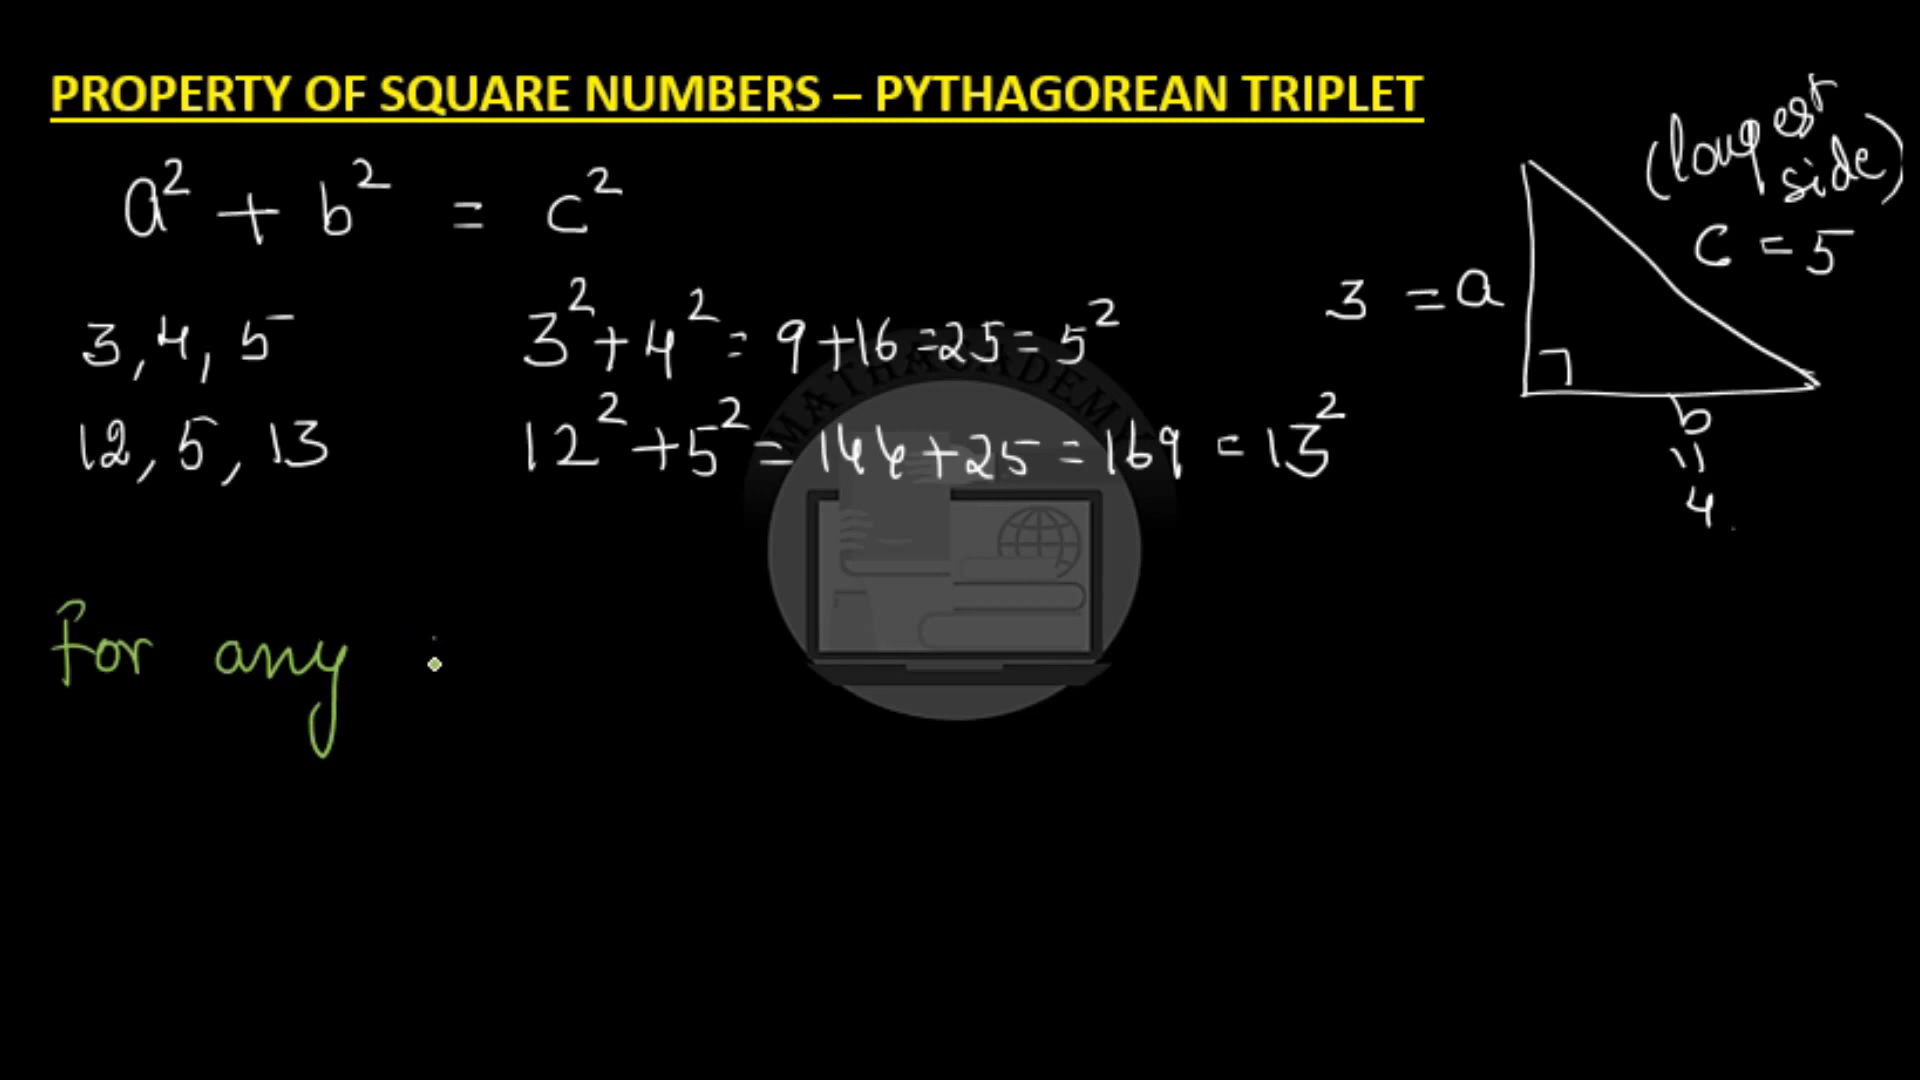 PROPERTY OF SQUARE NUMBERS – PYTHAGOREAN TRIPLET
a² + b² = c²
(longest
side)
c = 5
3 = a
3, 4, 5
3² + 4² = 9 + 16 = 25 = 5²
12, 5, 13
12² + 5² = 144 + 25 = 169 = 13²
b
=
4
MATHACADEMY
For any